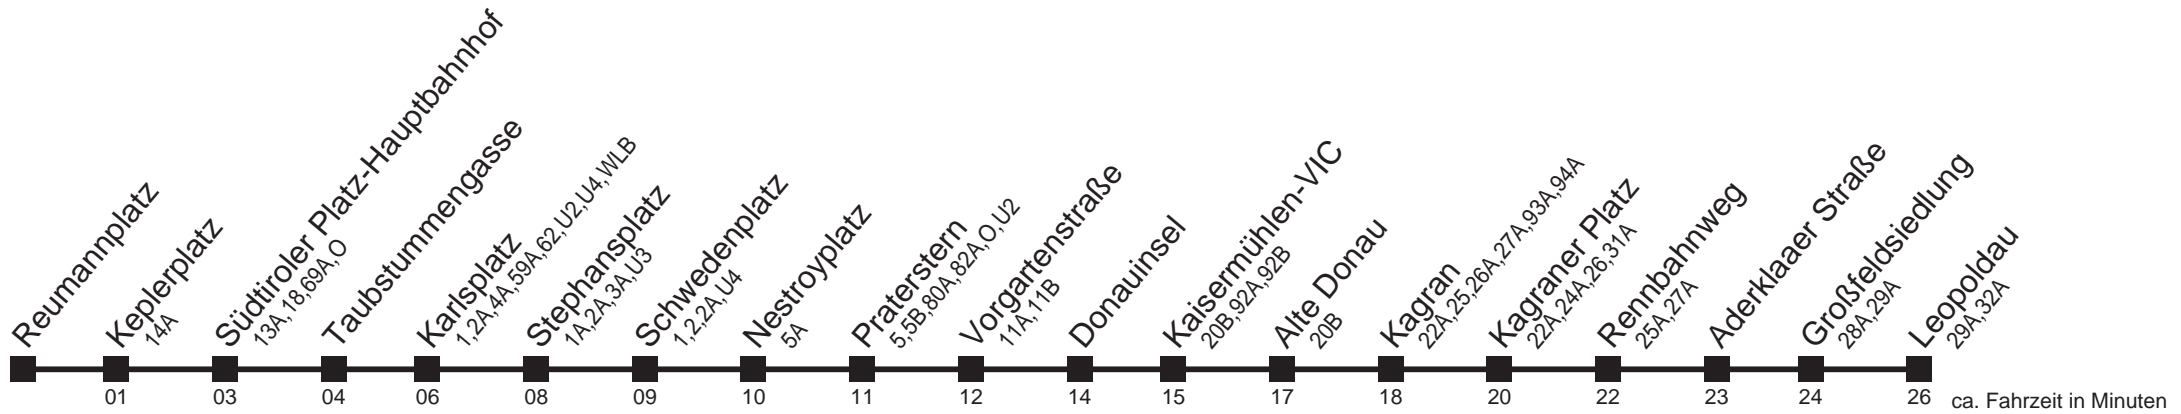 Reumannplatz
Keplerplatz
14A
Südtiroler Platz-Hauptbahnhof
13A,18,69A,O
Taubstummengasse
Karlsplatz
1,2A,4A,59A,62,U2,U4,WLB
Stephansplatz
1A,2A,3A,U3
Schwedenplatz
1,2,2A,U4
Nestroyplatz
5A
Praterstern
5,5B,80A,82A,O,U2
Vorgartenstraße
11A,11B
Donauinsel
Kaisermühlen-VIC
20B,92A,92B
Alte Donau
20B
Kagran
22A,25,26A,27A,93A,94A
Kagraner Platz
22A,24A,26,31A
Rennbahnweg
25A,27A
Aderklaaer Straße
Großfeldsiedlung
28A,29A
Leopoldau
29A,32A
01 03 04 06 08 09 10 11 12 14 15 17 18 20 22 23 24 26 ca. Fahrzeit in Minuten